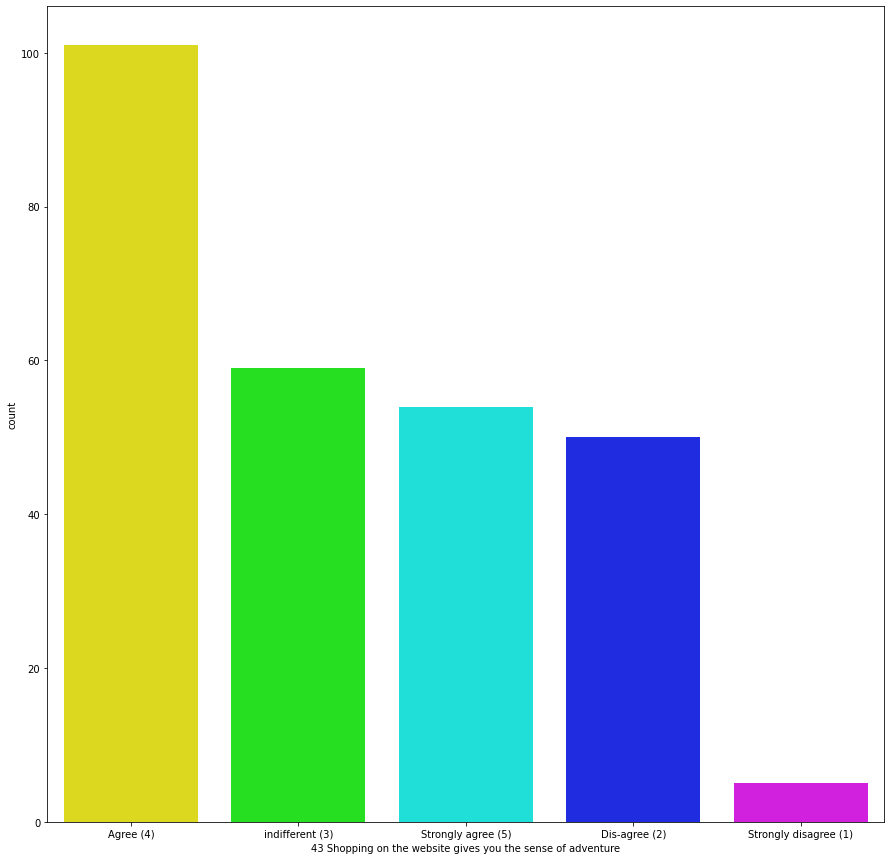 100
80
60
40
20
0
count
Agree (4) indifferent (3) Strongly agree (5) Dis-agree (2) Strongly disagree (1)
43 Shopping on the website gives you the sense of adventure